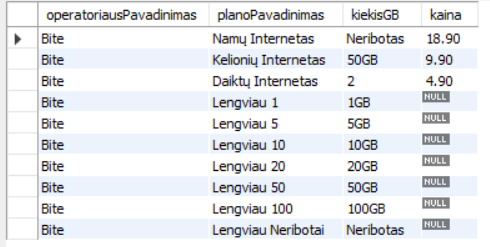 operatoriausPavadinimas planoPavadinimas kiekisGB kaina
Bite Namų Internetas Neribotas 18.90
Bite Kelionių Internetas 50GB 9.90
Bite Daiktų Internetas 2 4.90
Bite Lengviau 1 1GB NULL
Bite Lengviau 5 5GB NULL
Bite Lengviau 10 10GB NULL
Bite Lengviau 20 20GB NULL
Bite Lengviau 50 50GB NULL
Bite Lengviau 100 100GB NULL
Bite Lengviau Neribotai Neribotas NULL